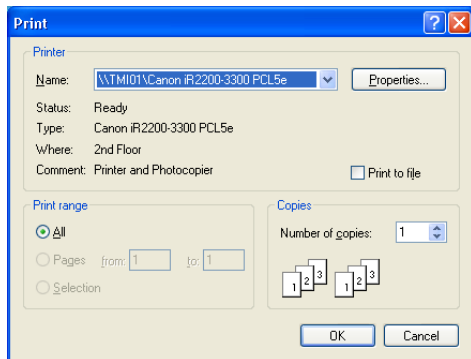 Print
Printer
Name: \\TMI01\Canon iR2200-3300 PCL5e Properties...
Status: Ready
Type: Canon iR2200-3300 PCL5e
Where: 2nd Floor
Comment: Printer and Photocopier Print to file
Print range
All
Pages from: 1 to: 1
Selection
Copies
Number of copies: 1
1 2 3 1 2 3
OK Cancel